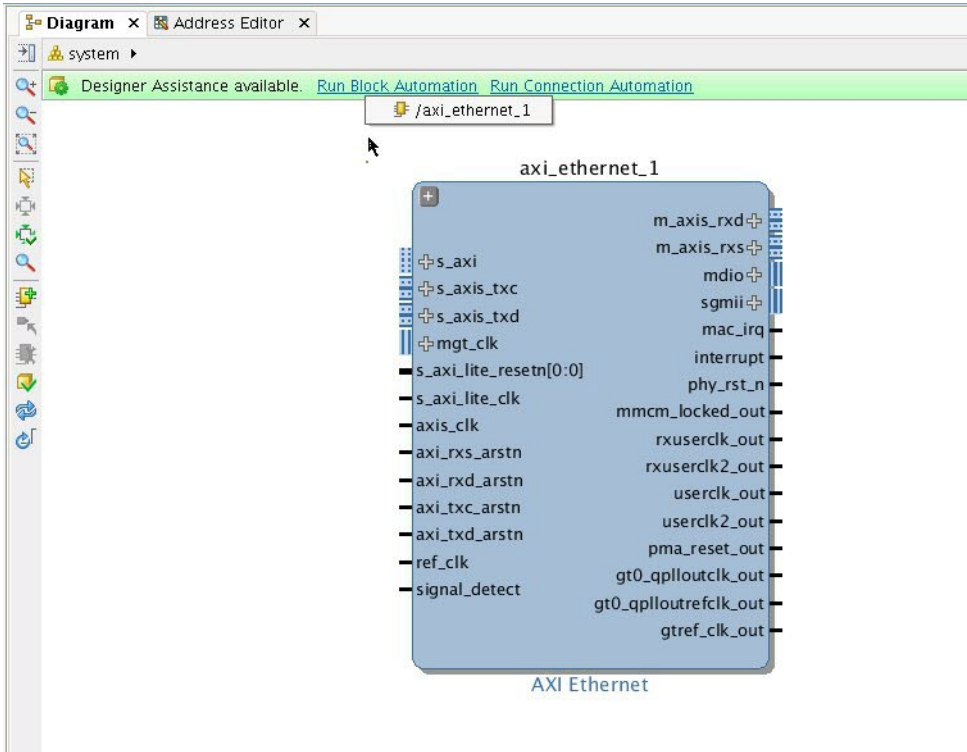 Diagram × Address Editor ×
system
Designer Assistance available. Run Block Automation Run Connection Automation
/axi_ethernet_1
axi_ethernet_1
s_axi
s_axis_txc
s_axis_txd
mgt_clk
s_axi_lite_resetn[0:0]
s_axi_lite_clk
axis_clk
axi_rxs_arstn
axi_rxd_arstn
axi_txc_arstn
axi_txd_arstn
ref_clk
signal_detect
m_axis_rxd
m_axis_rxs
mdio
sgmii
mac_irq
interrupt
phy_rst_n
mmcm_locked_out
rxuserclk_out
rxuserclk2_out
userclk_out
userclk2_out
pma_reset_out
gt0_qplloutclk_out
gt0_qplloutrefclk_out
gtref_clk_out
AXI Ethernet